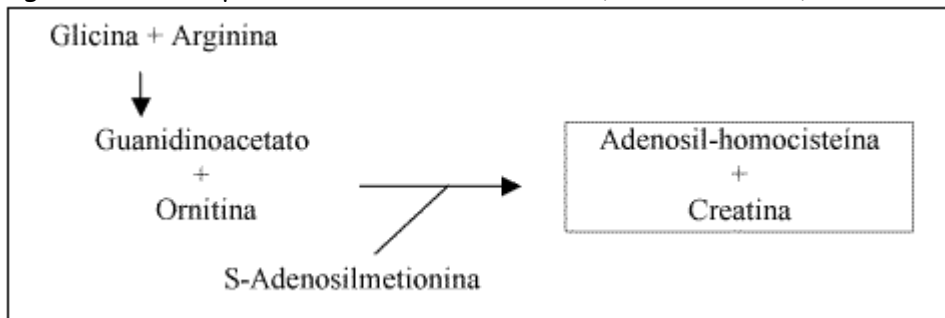 Glicina + Arginina
Guanidinoacetato
+
Ornitina
Adenosil-homocisteína
+
Creatina
S-Adenosilmetionina